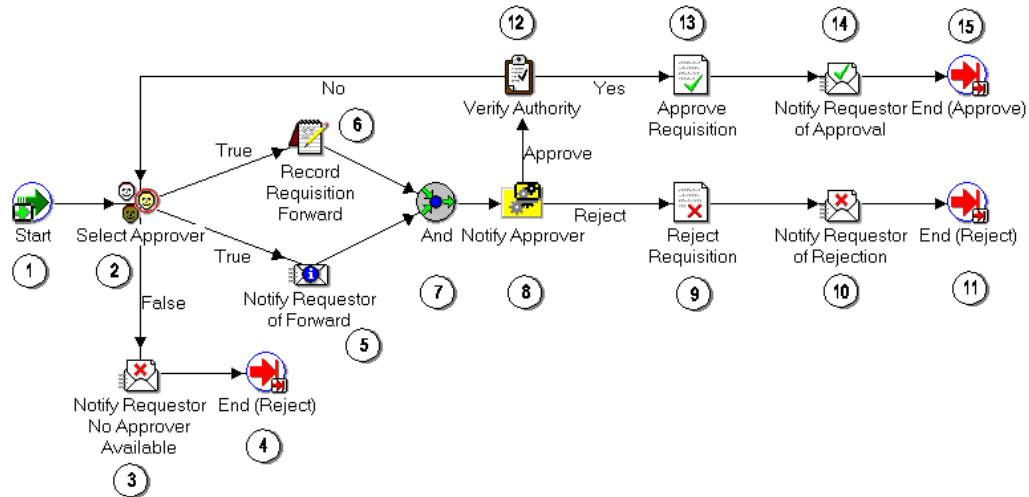 12
13
14
15
No
Verify Authority
Yes
Approve
Requisition
Notify Requestor
of Approval
End (Approve)
6
True
Record
Requisition
Forward
Approve
Start
Select Approver
And
Notify Approver
Reject
Reject
Requisition
Notify Requestor
of Rejection
End (Reject)
1
2
True
Notify Requestor
of Forward
5
7
8
9
10
11
False
Notify Requestor
No Approver
Available
End (Reject)
3
4